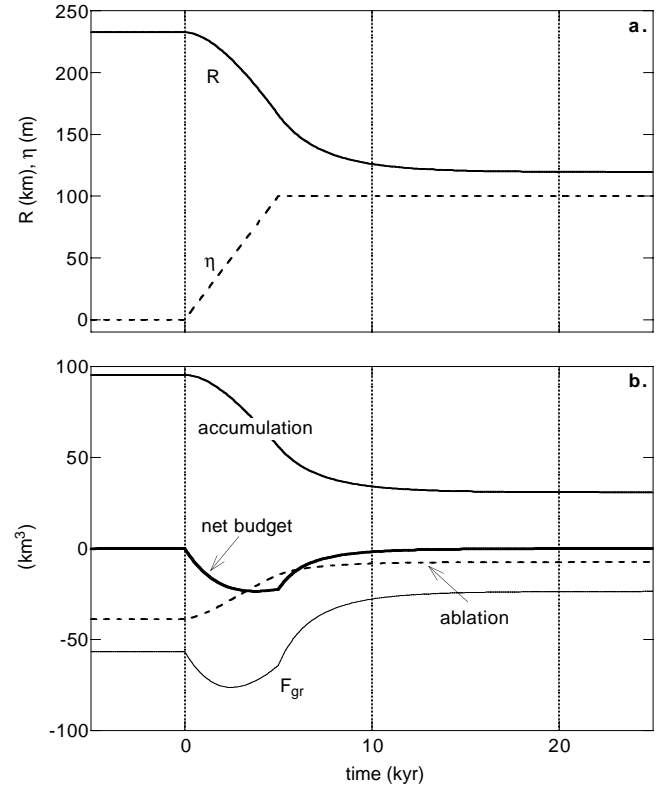 250
a.
200
R
150
R (km), η (m)
100
η
50
0
100
b.
accumulation
50
net budget
(km³)
0
ablation
-50
F_gr
-100
0
10
20
time (kyr)